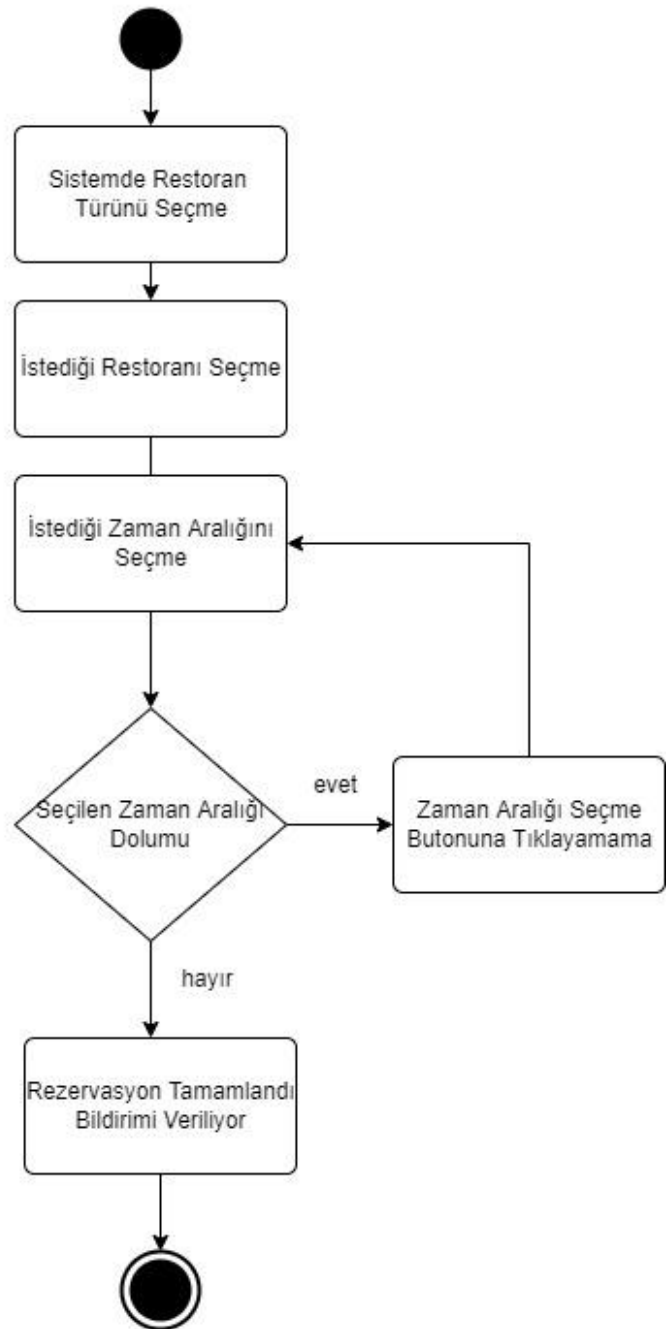 Sistemde Restoran
Türünü Seçme
İstediği Restoranı Seçme
İstediği Zaman Aralığını
Seçme
Seçilen Zaman Aralığı
Dolumu
evet
Zaman Aralığı Seçme
Butonuna Tıklayamama
hayır
Rezervasyon Tamamlandı
Bildirimi Veriliyor